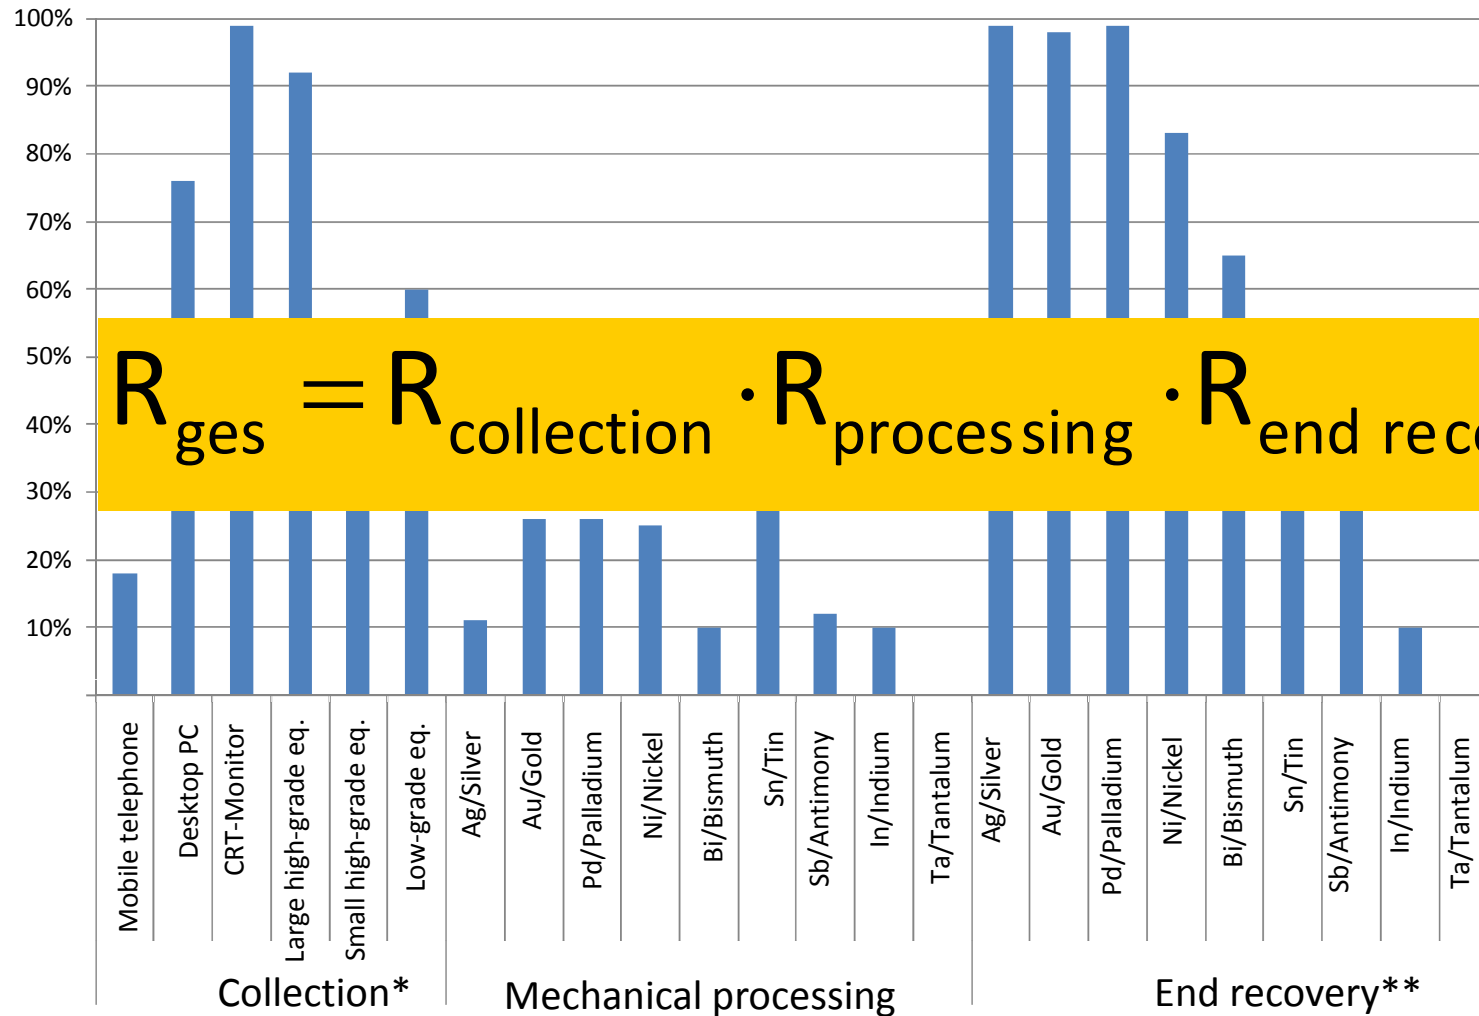 100%
90%
80%
70%
60%
50%
40%
30%
20%
10%
R ges = R collection · R processing · R end reco
Mobile telephone
Desktop PC
CRT-Monitor
Large high-grade eq.
Small high-grade eq.
Low-grade eq.
Ag/Silver
Au/Gold
Pd/Palladium
Ni/Nickel
Bi/Bismuth
Sn/Tin
Sb/Antimony
In/Indium
Ta/Tantalum
Ag/Silver
Au/Gold
Pd/Palladium
Ni/Nickel
Bi/Bismuth
Sn/Tin
Sb/Antimony
In/Indium
Ta/Tantalum
Collection*
Mechanical processing
End recovery**